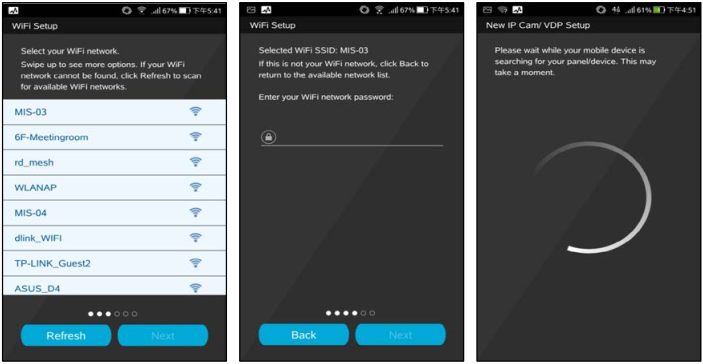 67% 下午5:41
WiFi Setup
Select your WiFi network.
Swipe up to see more options. If your WiFi
network cannot be found, click Refresh to scan
for available WiFi networks.
MIS-03
6F-Meetingroom
rd_mesh
WLANAP
MIS-04
dlink_WIFI
TP-LINK_Guest2
ASUS_D4
Refresh
Next
67% 下午5:41
WiFi Setup
Selected WiFi SSID: MIS-03
If this is not your WiFi network, click Back to
return to the available network list.
Enter your WiFi network password:
Back
Next
61% 下午4:51
New IP Cam/ VDP Setup
Please wait while your mobile device is
searching for your panel/device. This may
take a moment.